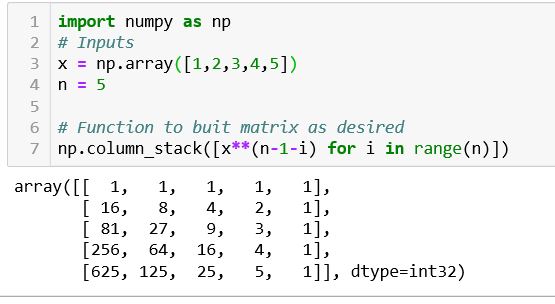 1 import numpy as np
2 # Inputs
3 x = np.array([1,2,3,4,5])
4 n = 5
5
6 # Function to buit matrix as desired
7 np.column_stack([x**(n-1-i) for i in range(n)])
array([[  1,   1,   1,   1,   1],
       [ 16,   8,   4,   2,   1],
       [ 81,  27,   9,   3,   1],
       [256,  64,  16,   4,   1],
       [625, 125,  25,   5,   1]], dtype=int32)